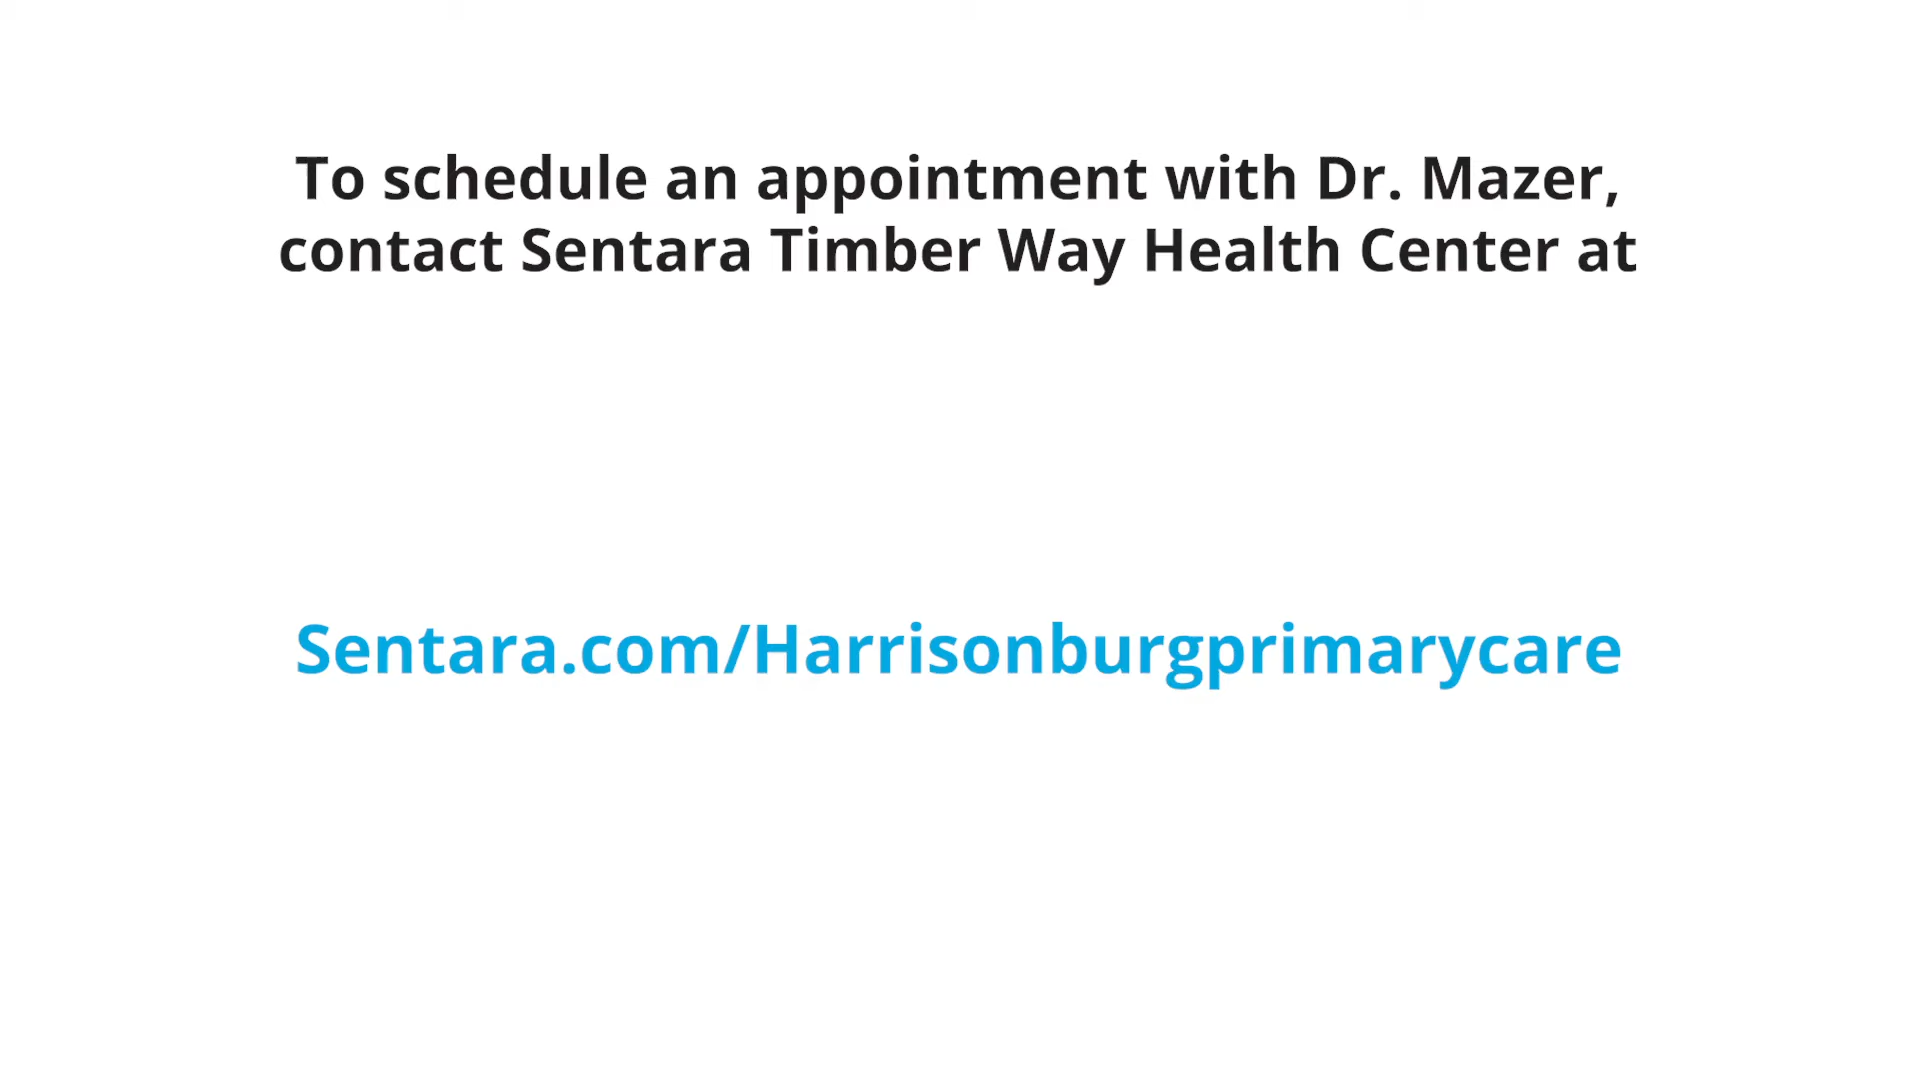 To schedule an appointment with Dr. Mazer,
contact Sentara Timber Way Health Center at
Sentara.com/Harrisonburgprimarycare